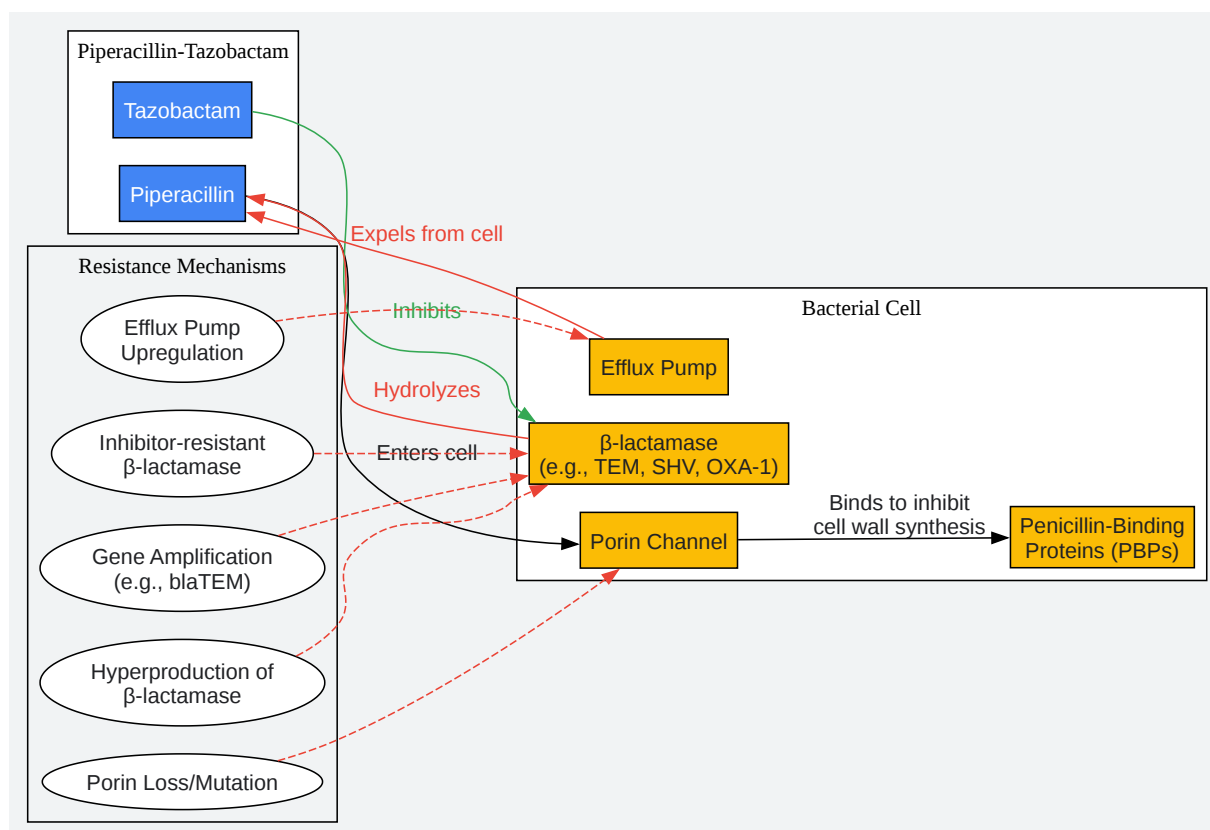 Piperacillin-Tazobactam
Tazobactam
Piperacillin
Expels from cell
Resistance Mechanisms
Efflux Pump
Upregulation
Inhibits
Bacterial Cell
Efflux Pump
Hydrolyzes
Inhibitor-resistant
β-lactamase
Enters cell
β-lactamase
(e.g., TEM, SHV, OXA-1)
Gene Amplification
(e.g., blaTEM)
Porin Channel
Binds to inhibit
cell wall synthesis
Penicillin-Binding
Proteins (PBPs)
Hyperproduction of
β-lactamase
Porin Loss/Mutation